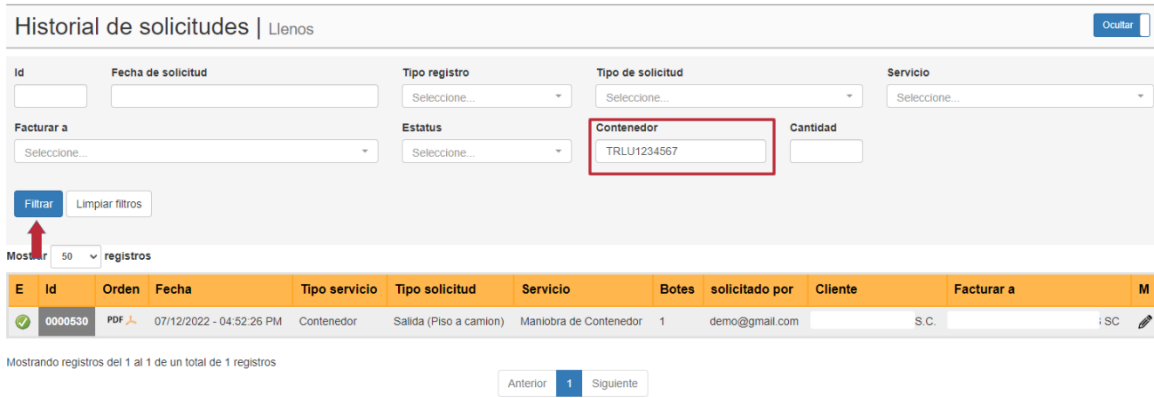 Historial de solicitudes | Llenos
Ocultar
Id Fecha de solicitud Tipo registro Tipo de solicitud Servicio
Seleccione... Seleccione... Seleccione...
Facturar a Estatus Contenedor Cantidad
Seleccione... Seleccione... TRLU1234567
Filtrar Limpiar filtros
Mostrar 50 registros
E Id Orden Fecha Tipo servicio Tipo solicitud Servicio Botes solicitado por Cliente Facturar a M
0000530 PDF 07/12/2022 - 04:52:26 PM Contenedor Salida (Piso a camion) Maniobra de Contenedor 1 demo@gmail.com S.C. SC
Mostrando registros del 1 al 1 de un total de 1 registros
Anterior 1 Siguiente